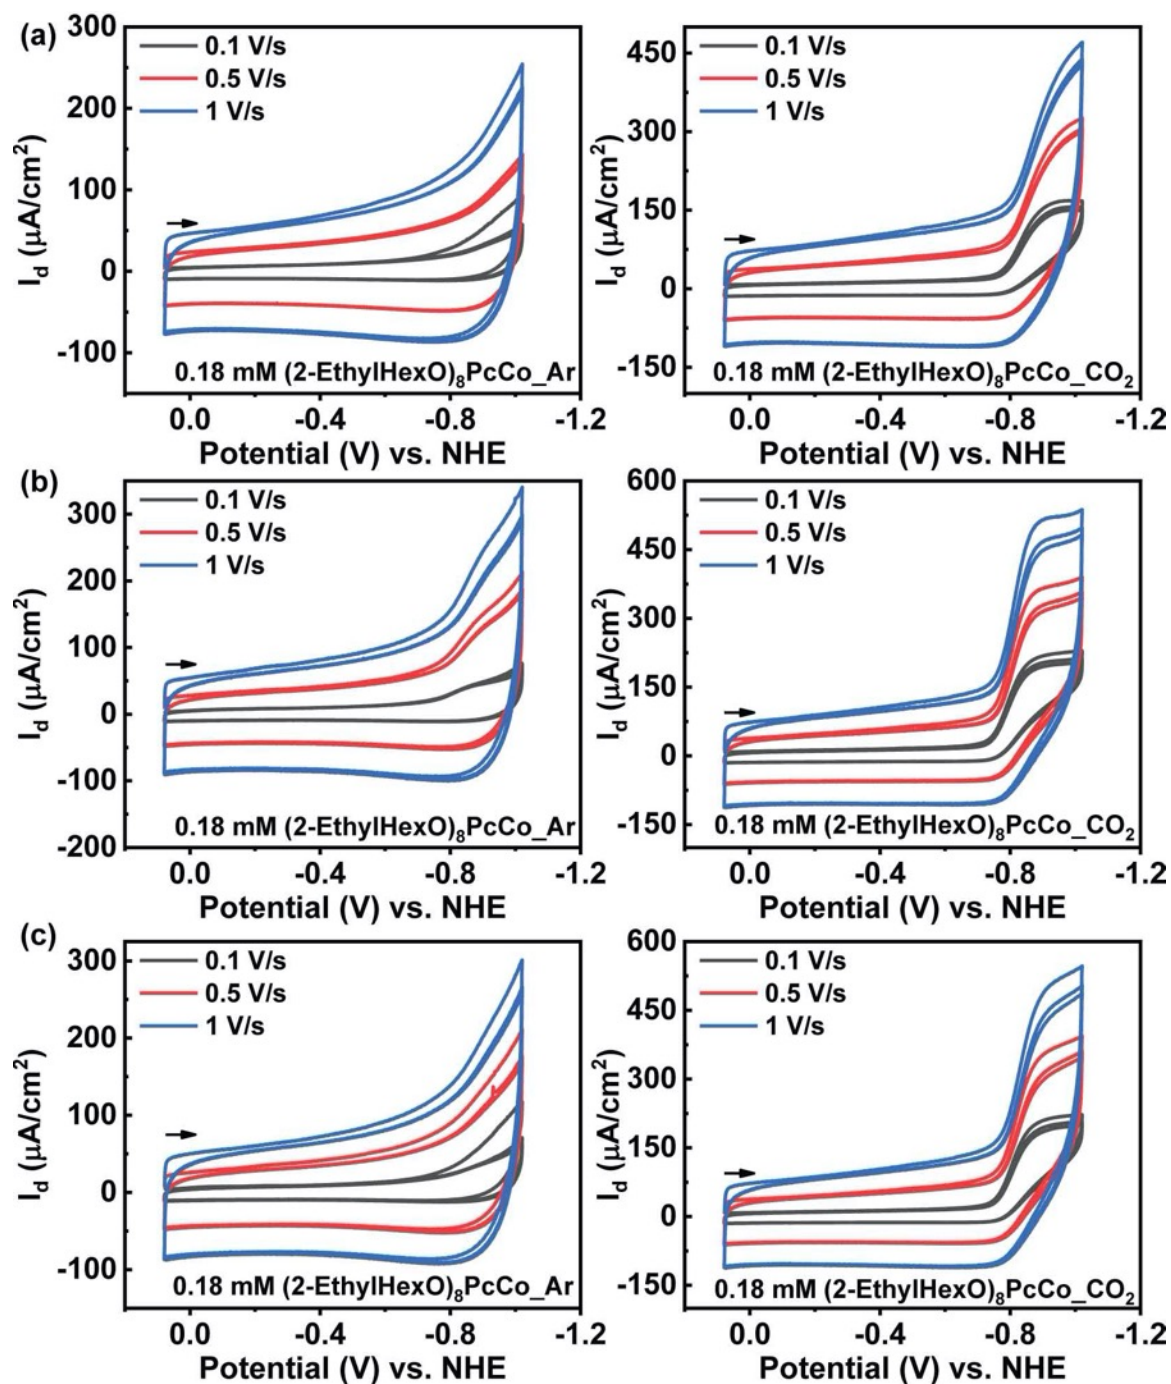 (a)
300
200
100
0
-100
I_d (μA/cm²)
0.1 V/s
0.5 V/s
1 V/s
0.18 mM (2-EthylHexO)₈PcCo_Ar
0.0 -0.4 -0.8 -1.2
Potential (V) vs. NHE
450
300
150
0
-150
I_d (μA/cm²)
0.1 V/s
0.5 V/s
1 V/s
0.18 mM (2-EthylHexO)₈PcCo_CO₂
0.0 -0.4 -0.8 -1.2
Potential (V) vs. NHE
(b)
300
200
100
0
-100
-200
I_d (μA/cm²)
0.1 V/s
0.5 V/s
1 V/s
0.18 mM (2-EthylHexO)₈PcCo_Ar
0.0 -0.4 -0.8 -1.2
Potential (V) vs. NHE
600
450
300
150
0
-150
I_d (μA/cm²)
0.1 V/s
0.5 V/s
1 V/s
0.18 mM (2-EthylHexO)₈PcCo_CO₂
0.0 -0.4 -0.8 -1.2
Potential (V) vs. NHE
(c)
300
200
100
0
-100
I_d (μA/cm²)
0.1 V/s
0.5 V/s
1 V/s
0.18 mM (2-EthylHexO)₈PcCo_Ar
0.0 -0.4 -0.8 -1.2
Potential (V) vs. NHE
600
450
300
150
0
-150
I_d (μA/cm²)
0.1 V/s
0.5 V/s
1 V/s
0.18 mM (2-EthylHexO)₈PcCo_CO₂
0.0 -0.4 -0.8 -1.2
Potential (V) vs. NHE